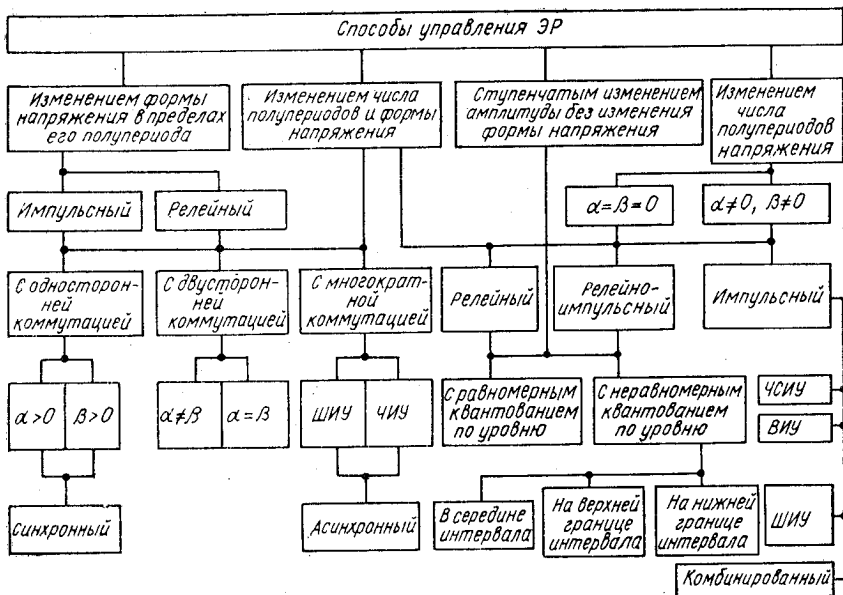 Способы управления ЭР
Изменением формы
напряжения в пределах
его полупериода
Изменением числа
полупериодов и формы
напряжения
Ступенчатым изменением
амплитуды без изменения
формы напряжения
Изменением
числа
полупериодов
напряжения
Импульсный
Релейный
α=β=0
α≠0, β≠0
С односторон-
ней
коммутацией
С двусторон-
ней
коммутацией
С многократ-
ной
коммутацией
Релейный
Релейно-
импульсный
Импульсный
α>0
β>0
α≠β
α=β
ШИУ
ЧИУ
С равномерным
квантованием
по уровню
С неравномерным
квантованием
по уровню
ЧСИУ
ВИУ
Синхронный
Асинхронный
В середине
интервала
На верхней
границе
интервала
На нижней
границе
интервала
ШИУ
Комбинированный